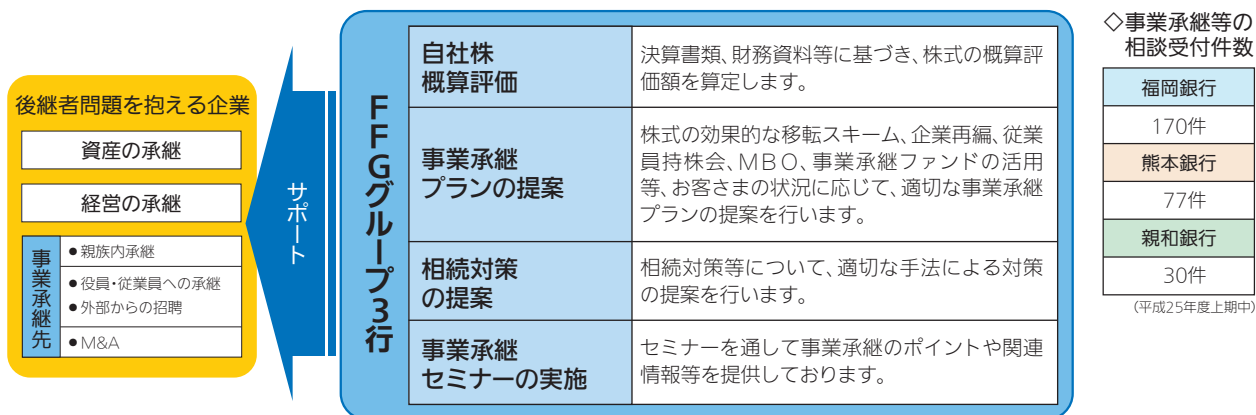 後継者問題を抱える企業
資産の承継
経営の承継
事業承継先
●親族内承継
●役員・従業員への承継
●外部からの招聘
●M&A
サポート
FFGグループ3行
自社株
概算評価
決算書類、財務資料等に基づき、株式の概算評
価額を算定します。
事業承継
プランの提案
株式の効果的な移転スキーム、企業再編、従業
員持株会、MBO、事業承継ファンドの活用
等、お客さまの状況に応じて、適切な事業承継
プランの提案を行います。
相続対策
の提案
相続対策等について、適切な手法による対策
の提案を行います。
事業承継
セミナーの実施
セミナーを通して事業承継のポイントや関連
情報等を提供しております。
◇事業承継等の
相談受付件数
福岡銀行
170件
熊本銀行
77件
親和銀行
30件
(平成25年度上期中)